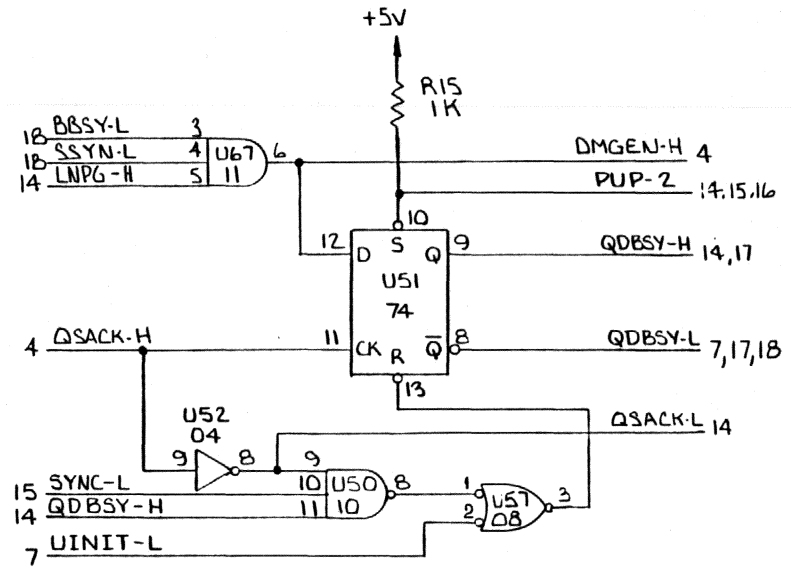 +5V
R15
1K
18 BBSY-L 3
18 SSYN-L 4 U67 6 DMGEN-H 4
14 LNPG-H 5 11
PUP-2 14,15,16
10
12 D S Q 9 QDBSY-H 14,17
U51
74
4 QSACK-H 11 CK R Q̅ 8 QDBSY-L 7,17,18
13
U52
04
QSACK-L 14
9 8 9
15 SYNC-L 10 U50 8 1 U57 3
14 QDBSY-H 11 10 2 08
7 UINIT-L